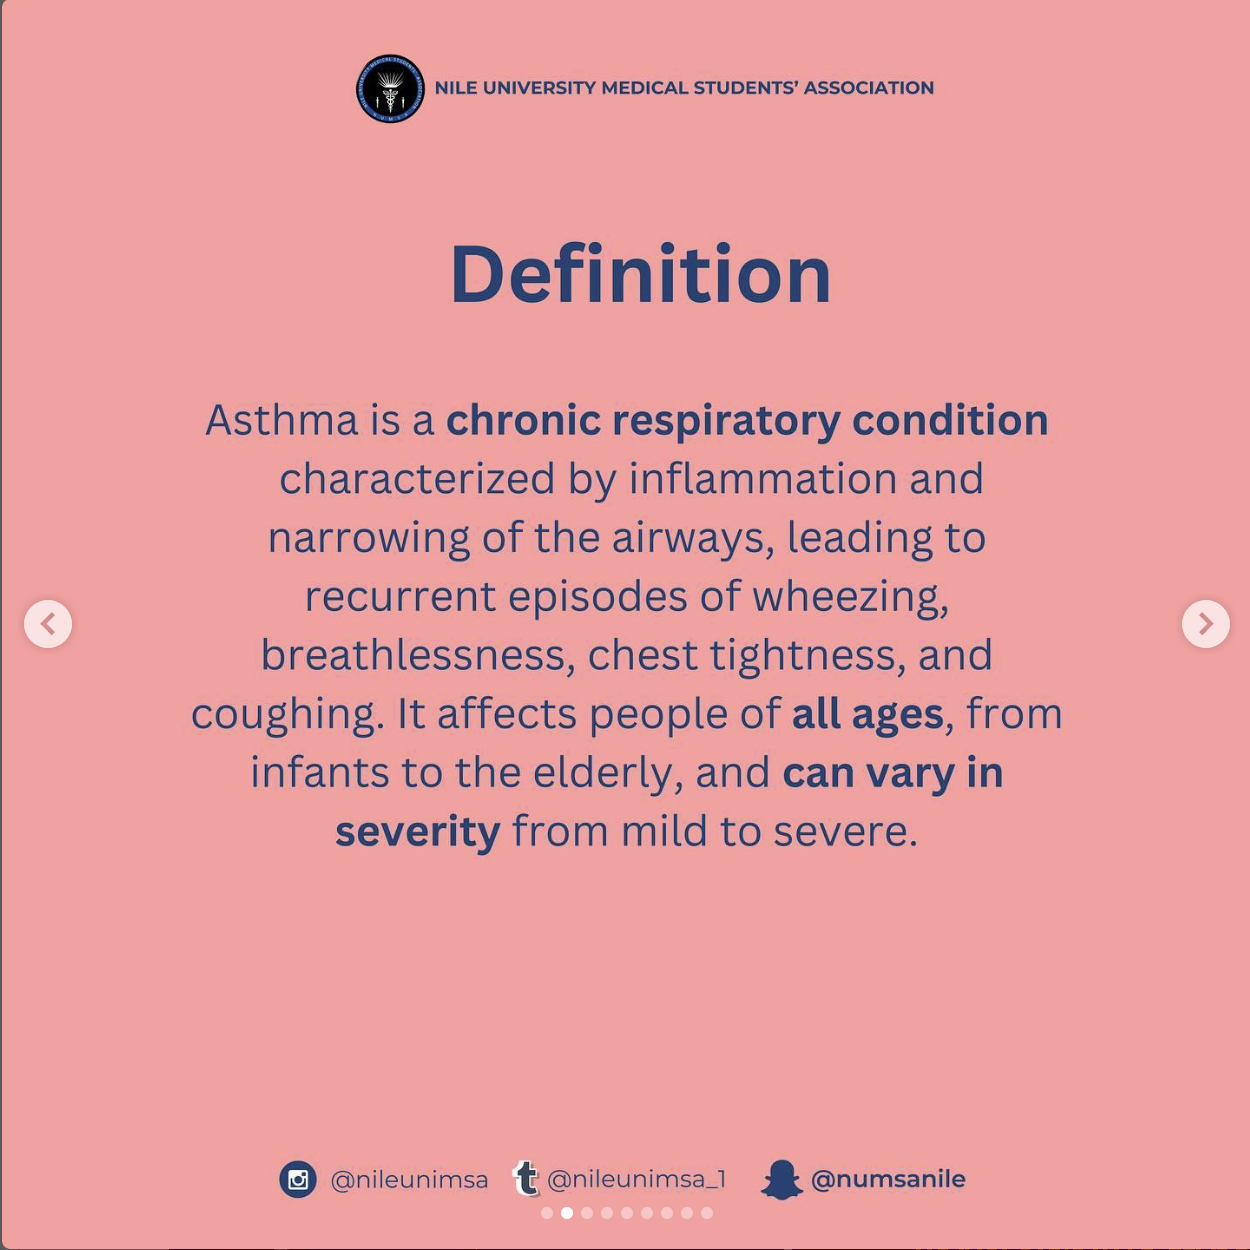 NILE UNIVERSITY MEDICAL STUDENTS’ ASSOCIATION
Definition
Asthma is a chronic respiratory condition
characterized by inflammation and
narrowing of the airways, leading to
recurrent episodes of wheezing,
breathlessness, chest tightness, and
coughing. It affects people of all ages, from
infants to the elderly, and can vary in
severity from mild to severe.
@nileunimsa @nileunimsa_1 @numsanile